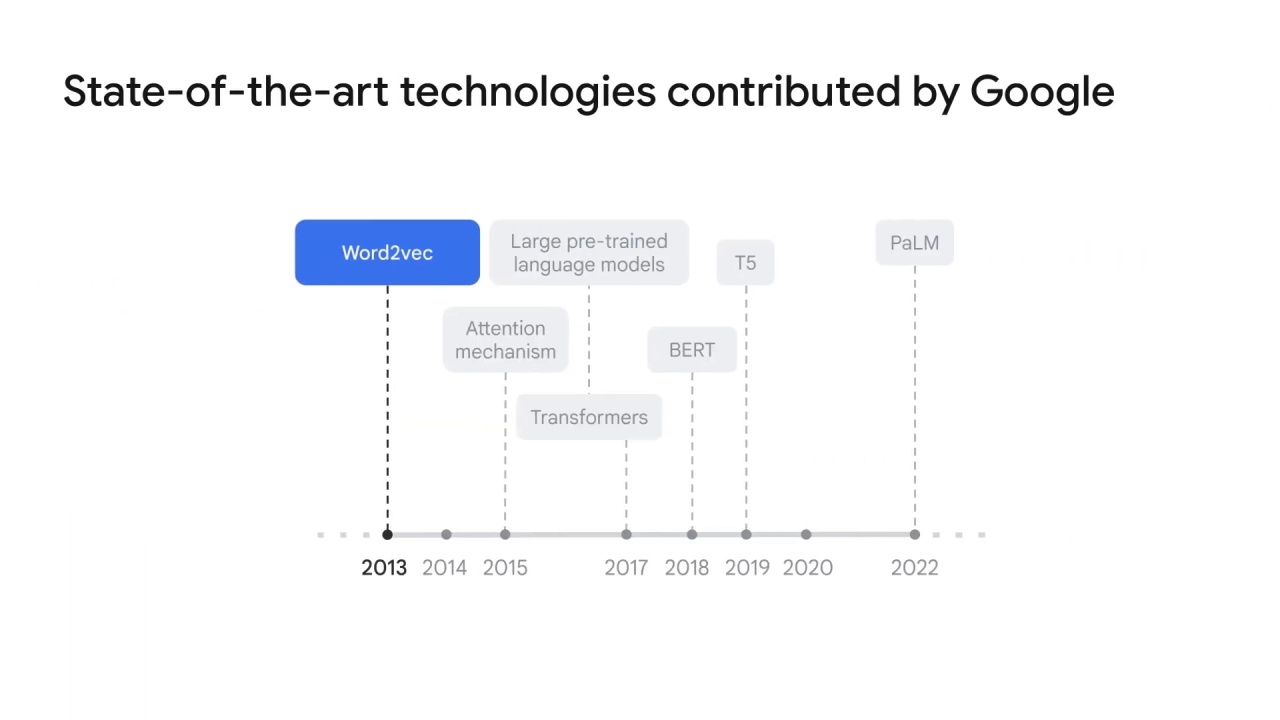 State-of-the-art technologies contributed by Google
Word2vec
Large pre-trained
language models
T5
PaLM
Attention
mechanism
BERT
Transformers
2013 2014 2015 2017 2018 2019 2020 2022